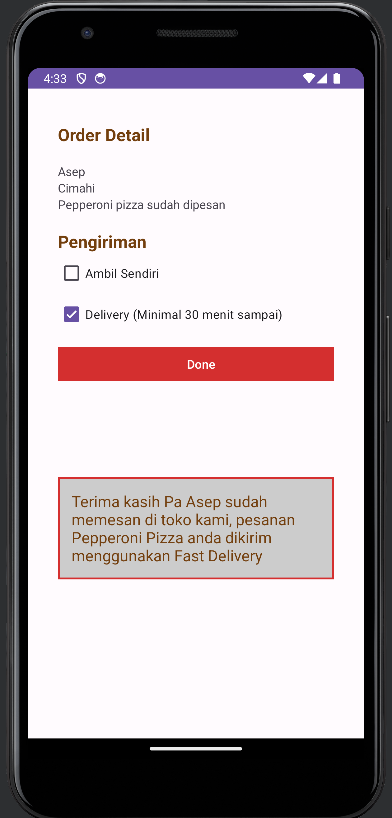 4:33
Order Detail
Asep
Cimahi
Pepperoni pizza sudah dipesan
Pengiriman
Ambil Sendiri
Delivery (Minimal 30 menit sampai)
Done
Terima kasih Pa Asep sudah
memesan di toko kami, pesanan
Pepperoni Pizza anda dikirim
menggunakan Fast Delivery